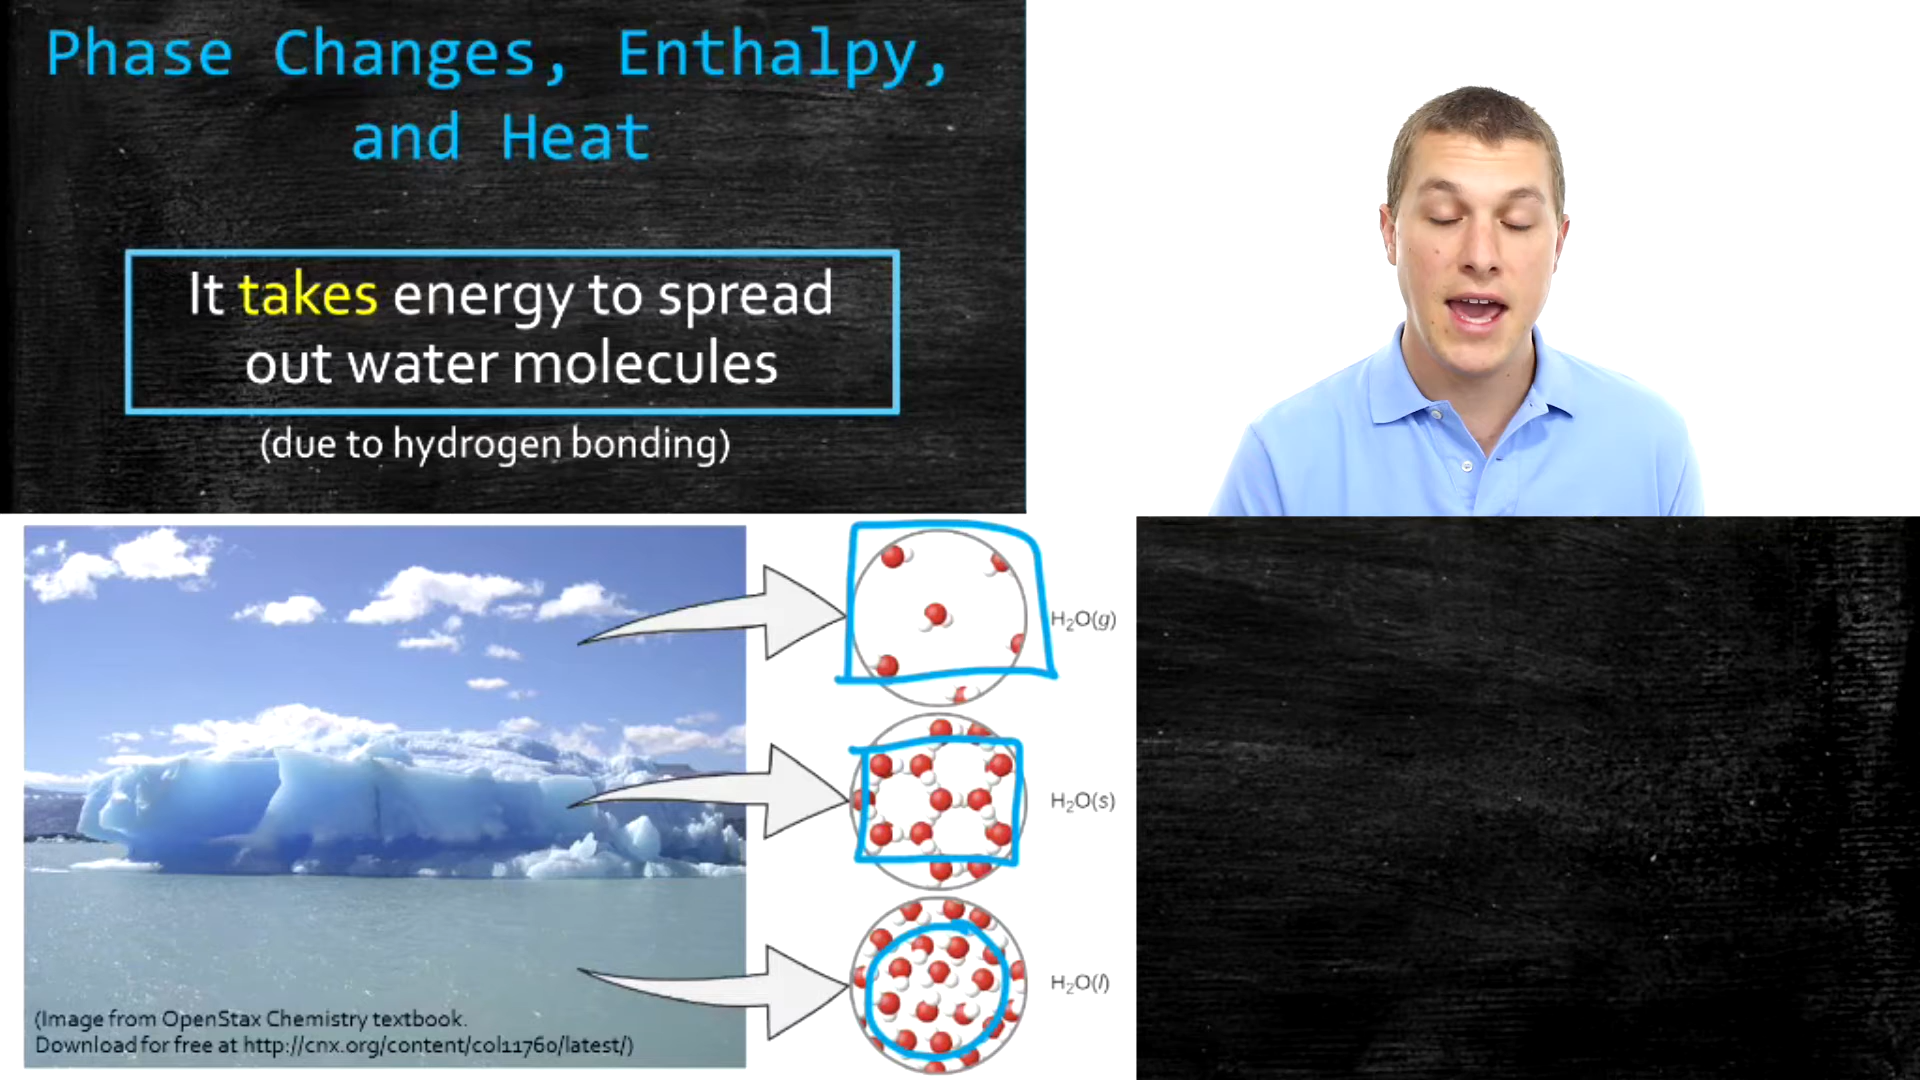 Phase Changes, Enthalpy,
and Heat
It takes energy to spread
out water molecules
(due to hydrogen bonding)
H₂O(g)
H₂O(s)
H₂O(l)
(Image from OpenStax Chemistry textbook.
Download for free at http://cnx.org/content/col11760/latest/)